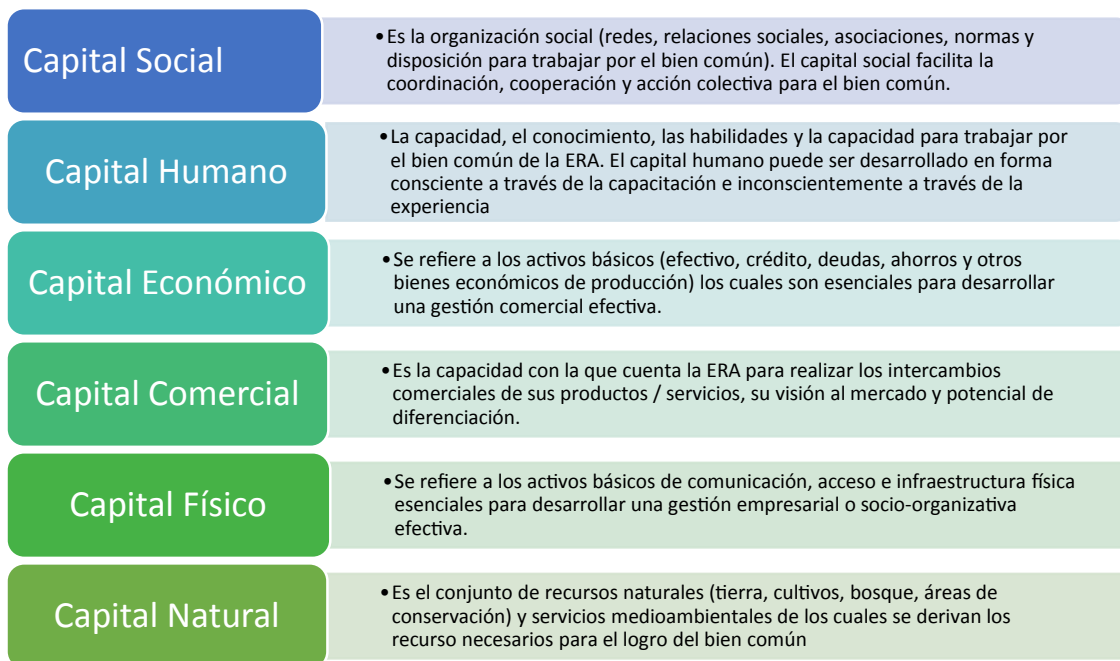 Capital Social
•Es la organización social (redes, relaciones sociales, asociaciones, normas y
disposición para trabajar por el bien común). El capital social facilita la
coordinación, cooperación y acción colectiva para el bien común.
Capital Humano
•La capacidad, el conocimiento, las habilidades y la capacidad para trabajar por
el bien común de la ERA. El capital humano puede ser desarrollado en forma
consciente a través de la capacitación e inconscientemente a través de la
experiencia
Capital Económico
•Se refiere a los activos básicos (efectivo, crédito, deudas, ahorros y otros
bienes económicos de producción) los cuales son esenciales para desarrollar
una gestión comercial efectiva.
Capital Comercial
•Es la capacidad con la que cuenta la ERA para realizar los intercambios
comerciales de sus productos / servicios, su visión al mercado y potencial de
diferenciación.
Capital Físico
•Se refiere a los activos básicos de comunicación, acceso e infraestructura física
esenciales para desarrollar una gestión empresarial o socio-organizativa
efectiva.
Capital Natural
•Es el conjunto de recursos naturales (tierra, cultivos, bosque, áreas de
conservación) y servicios medioambientales de los cuales se derivan los
recurso necesarios para el logro del bien común